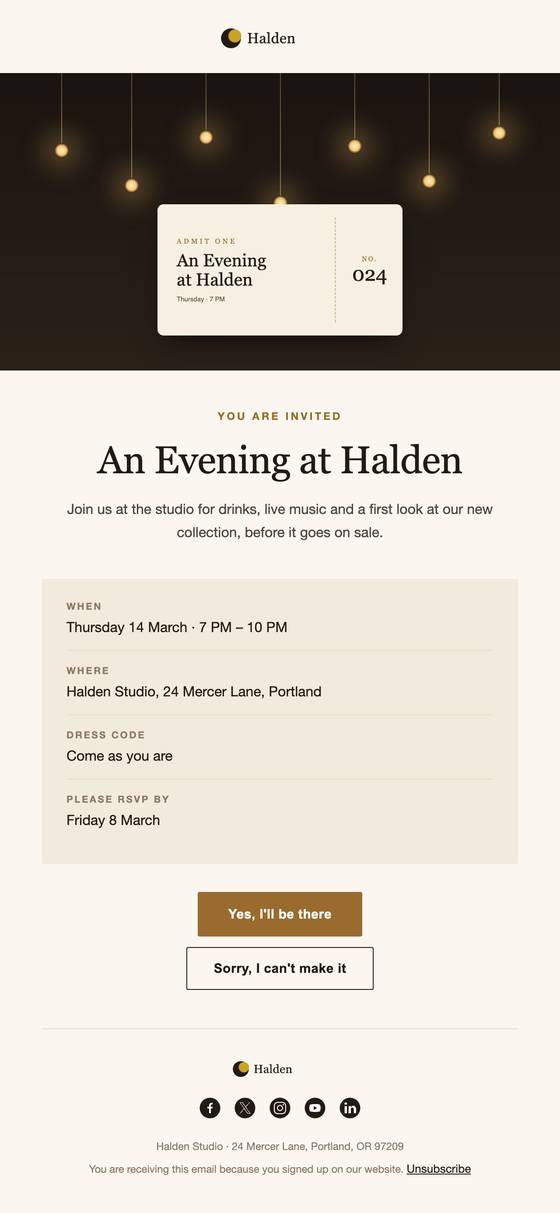 Halden
ADMIT ONE
An Evening
at Halden
Thursday · 7 PM
NO.
024
YOU ARE INVITED
An Evening at Halden
Join us at the studio for drinks, live music and a first look at our new
collection, before it goes on sale.
WHEN
Thursday 14 March · 7 PM – 10 PM
WHERE
Halden Studio, 24 Mercer Lane, Portland
DRESS CODE
Come as you are
PLEASE RSVP BY
Friday 8 March
Yes, I'll be there
Sorry, I can't make it
Halden
Halden Studio · 24 Mercer Lane, Portland, OR 97209
You are receiving this email because you signed up on our website. Unsubscribe